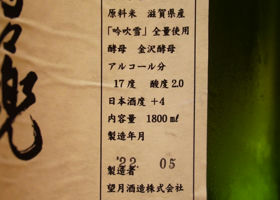 原料米 滋賀県産
「吟吹雪」全量使用
酵母 金沢酵母
アルコール分
17度 酸度2.0
日本酒度 +4
内容量 1800㎖
製造年月
'22. 05
製造者
望月酒造株式会社